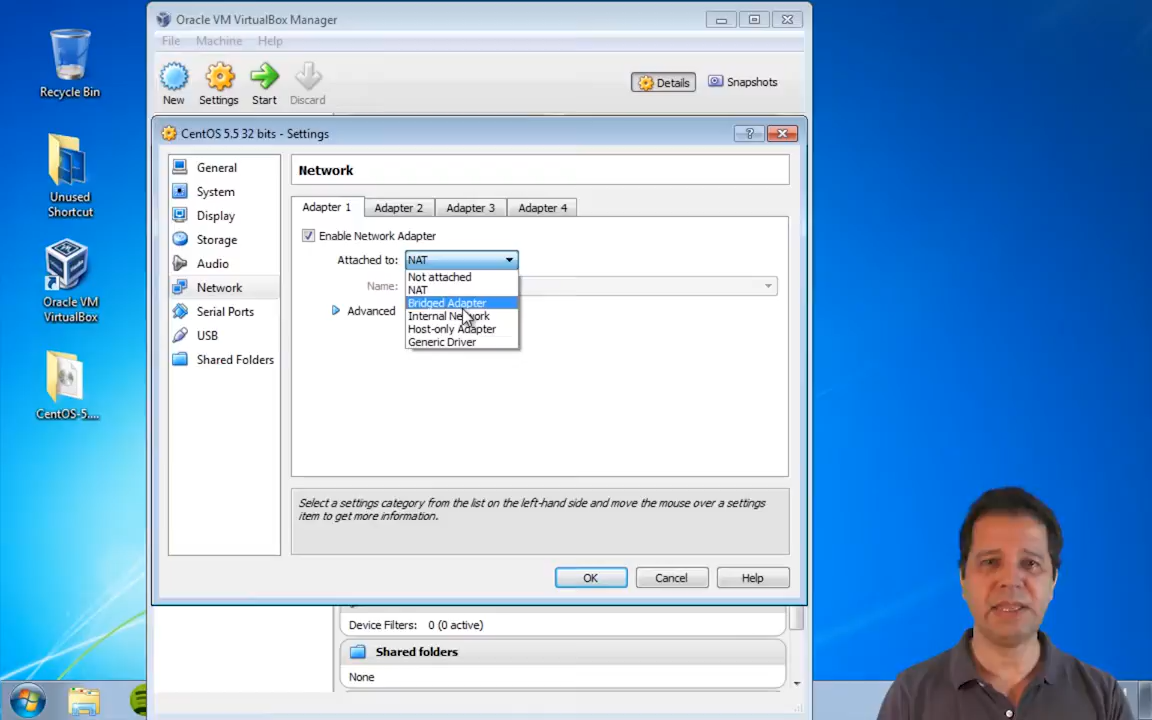 Oracle VM VirtualBox Manager
File Machine Help
New Settings Start Discard
Details Snapshots
Recycle Bin
Unused
Shortcut
Oracle VM
VirtualBox
CentOS-5....
CentOS 5.5 32 bits - Settings
?
General
System
Display
Storage
Audio
Network
Serial Ports
USB
Shared Folders
Network
Adapter 1 Adapter 2 Adapter 3 Adapter 4
Enable Network Adapter
Attached to: NAT
Not attached
NAT
Bridged Adapter
Internal Network
Host-only Adapter
Generic Driver
Name:
Advanced
Select a settings category from the list on the left-hand side and move the mouse over a settings
item to get more information.
OK Cancel Help
Device Filters: 0 (0 active)
Shared folders
None